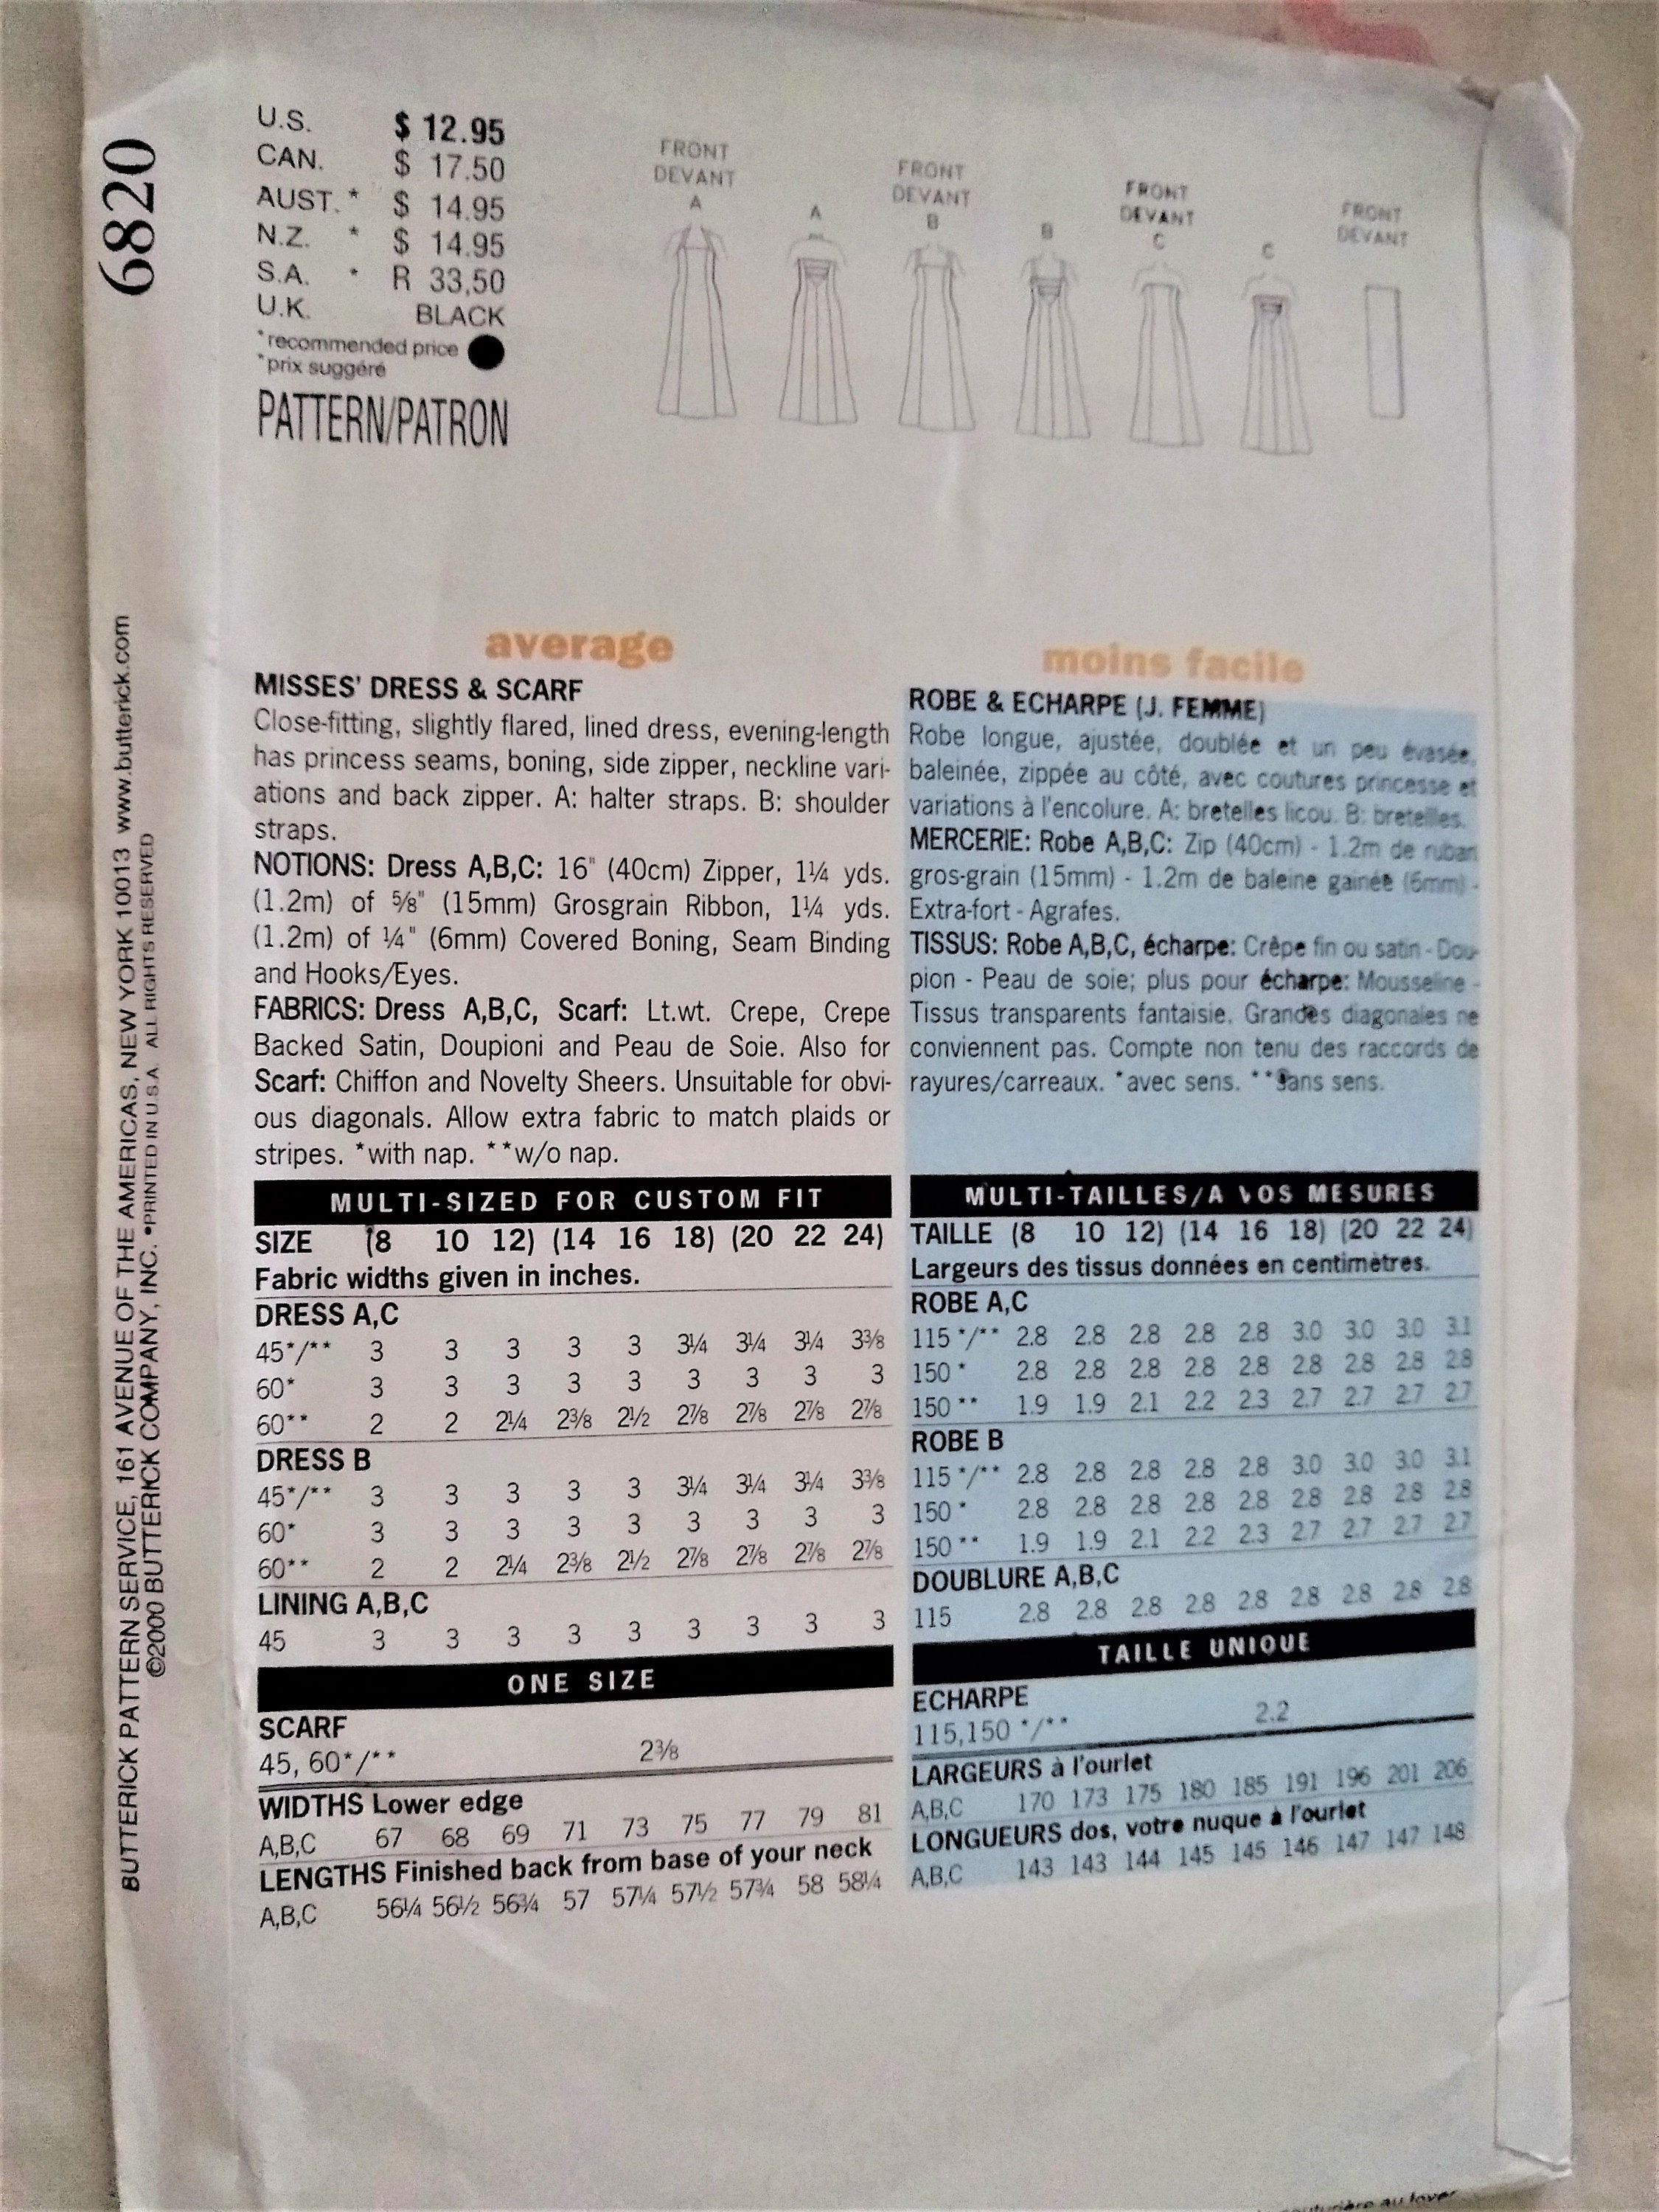 6820
U.S. $ 12.95
CAN. $ 17.50
AUST. * $ 14.95
N.Z. * $ 14.95
S.A. * R 33,50
U.K. BLACK
*recommended price
*prix suggéré
PATTERN/PATRON
FRONT
DEVANT
A
A
FRONT
DEVANT
B
B
FRONT
DEVANT
C
C
FRONT
DEVANT
BUTTERICK PATTERN SERVICE, 161 AVENUE OF THE AMERICAS, NEW YORK 10013 www.butterick.com
©2000 BUTTERICK COMPANY, INC. •PRINTED IN U.S.A. ALL RIGHTS RESERVED
average
MISSES' DRESS & SCARF
Close-fitting, slightly flared, lined dress, evening-length
has princess seams, boning, side zipper, neckline vari-
ations and back zipper. A: halter straps. B: shoulder
straps.
NOTIONS: Dress A,B,C: 16" (40cm) Zipper, 1¼ yds.
(1.2m) of ⅝" (15mm) Grosgrain Ribbon, 1¼ yds.
(1.2m) of ¼" (6mm) Covered Boning, Seam Binding
and Hooks/Eyes.
FABRICS: Dress A,B,C, Scarf: Lt.wt. Crepe, Crepe
Backed Satin, Doupioni and Peau de Soie. Also for
Scarf: Chiffon and Novelty Sheers. Unsuitable for obvi-
ous diagonals. Allow extra fabric to match plaids or
stripes. *with nap. **w/o nap.
MULTI-SIZED FOR CUSTOM FIT
SIZE (8 10 12) (14 16 18) (20 22 24)
Fabric widths given in inches.
DRESS A,C
45*/** 3 3 3 3 3 3¼ 3¼ 3¼ 3⅜
60* 3 3 3 3 3 3 3 3 3
60** 2 2 2¼ 2⅜ 2½ 2⅞ 2⅞ 2⅞ 2⅞
DRESS B
45*/** 3 3 3 3 3 3¼ 3¼ 3¼ 3⅜
60* 3 3 3 3 3 3 3 3 3
60** 2 2 2¼ 2⅜ 2½ 2⅞ 2⅞ 2⅞ 2⅞
LINING A,B,C
45 3 3 3 3 3 3 3 3 3
ONE SIZE
SCARF
45, 60*/** 2⅜
WIDTHS Lower edge
A,B,C 67 68 69 71 73 75 77 79 81
LENGTHS Finished back from base of your neck
A,B,C 56¼ 56½ 56¾ 57 57¼ 57½ 57¾ 58 58¼
moins facile
ROBE & ECHARPE (J. FEMME)
Robe longue, ajustée, doublée et un peu évasée,
baleinée, zippée au côté, avec coutures princesse et
variations à l'encolure. A: bretelles licou. B: bretelles.
MERCERIE: Robe A,B,C: Zip (40cm) - 1.2m de ruban
gros-grain (15mm) - 1.2m de baleine gainée (6mm) -
Extra-fort - Agrafes.
TISSUS: Robe A,B,C, écharpe: Crêpe fin ou satin - Dou-
pion - Peau de soie; plus pour écharpe: Mousseline -
Tissus transparents fantaisie. Grandes diagonales ne
conviennent pas. Compte non tenu des raccords de
rayures/carreaux. *avec sens. **sans sens.
MULTI-TAILLES/A VOS MESURES
TAILLE (8 10 12) (14 16 18) (20 22 24)
Largeurs des tissus données en centimètres.
ROBE A,C
115 */** 2.8 2.8 2.8 2.8 2.8 3.0 3.0 3.0 3.1
150 * 2.8 2.8 2.8 2.8 2.8 2.8 2.8 2.8 2.8
150 ** 1.9 1.9 2.1 2.2 2.3 2.7 2.7 2.7 2.7
ROBE B
115 */** 2.8 2.8 2.8 2.8 2.8 3.0 3.0 3.0 3.1
150 * 2.8 2.8 2.8 2.8 2.8 2.8 2.8 2.8 2.8
150 ** 1.9 1.9 2.1 2.2 2.3 2.7 2.7 2.7 2.7
DOUBLURE A,B,C
115 2.8 2.8 2.8 2.8 2.8 2.8 2.8 2.8 2.8
TAILLE UNIQUE
ECHARPE
115,150 */** 2.2
LARGEURS à l'ourlet
A,B,C 170 173 175 180 185 191 196 201 206
LONGUEURS dos, votre nuque à l'ourlet
A,B,C 143 143 144 145 145 146 147 147 148
au foyer